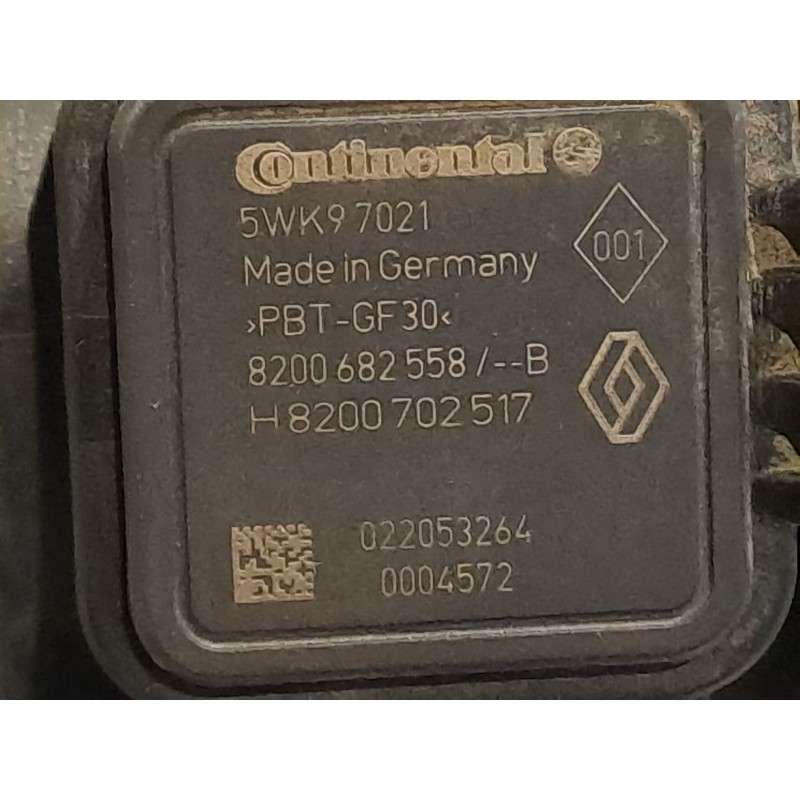 Continental
5WK9 7021
001
Made in Germany
>PBT-GF30<
8200 682 558 /--B
H 8200 702 517
022053264
0004572